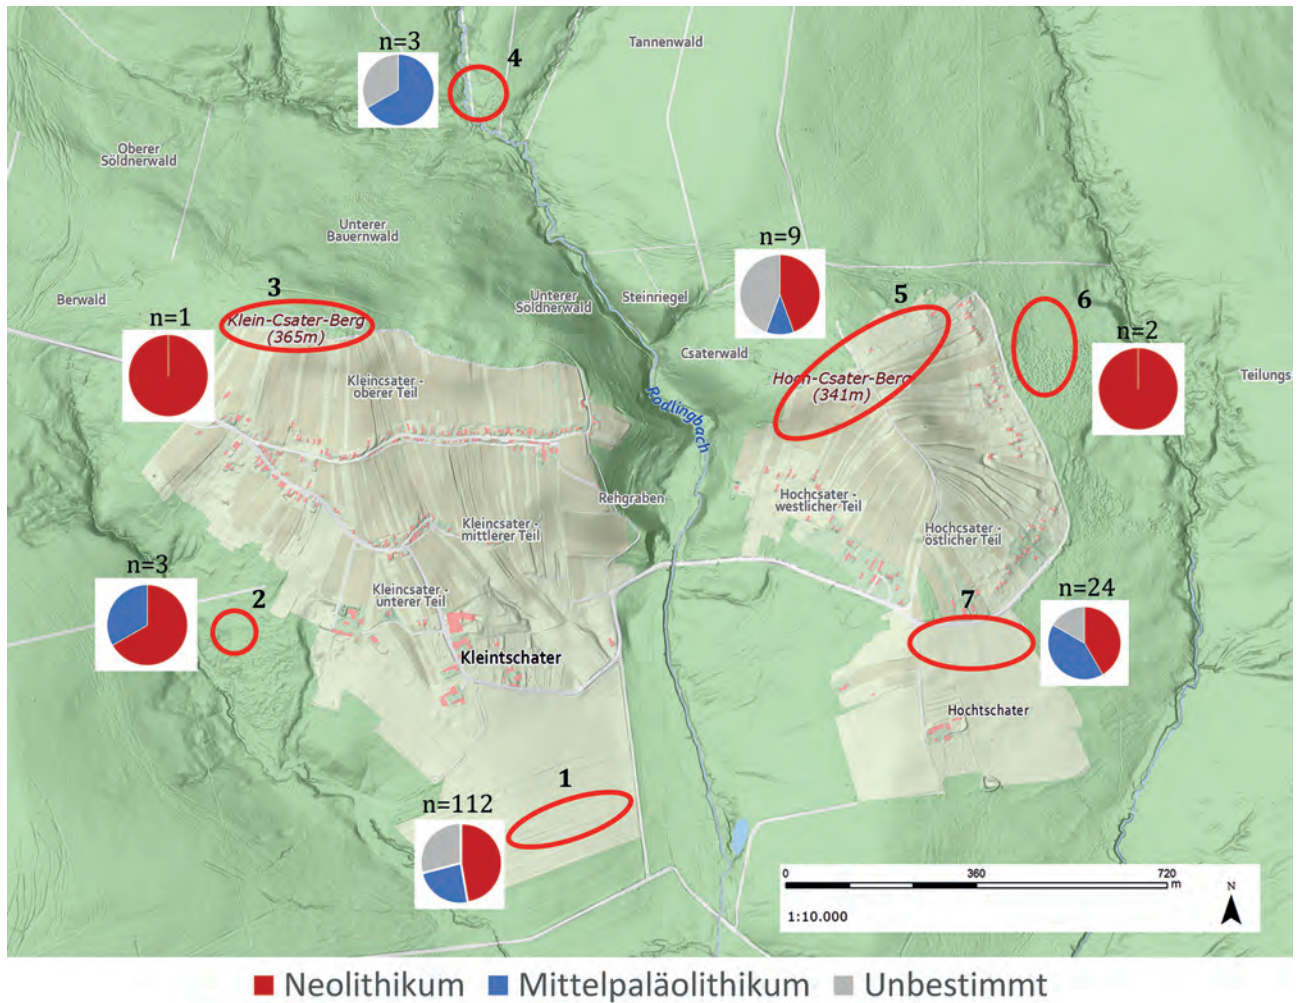 n=3
4
Tannenwald
Oberer
Söldnerwald
Unterer
Bauernwald
n=9
Berwald
3
Unterer
Söldnerwald
Steinriegel
5
6
n=1
Klein-Csater-Berg
(365m)
n=2
Csaterwald
Kleincsater -
oberer Teil
Hoch-Csater-Berg
(341m)
Teilungs
Rodlingbach
Rehgraben
Hochcsater -
westlicher Teil
Kleincsater -
mittlerer Teil
Hochcsater -
östlicher Teil
n=3
2
Kleincsater -
unterer Teil
7
n=24
Kleintschater
Hochtschater
1
n=112
0
360
720
m
N
1:10.000
Neolithikum
Mittelpaläolithikum
Unbestimmt